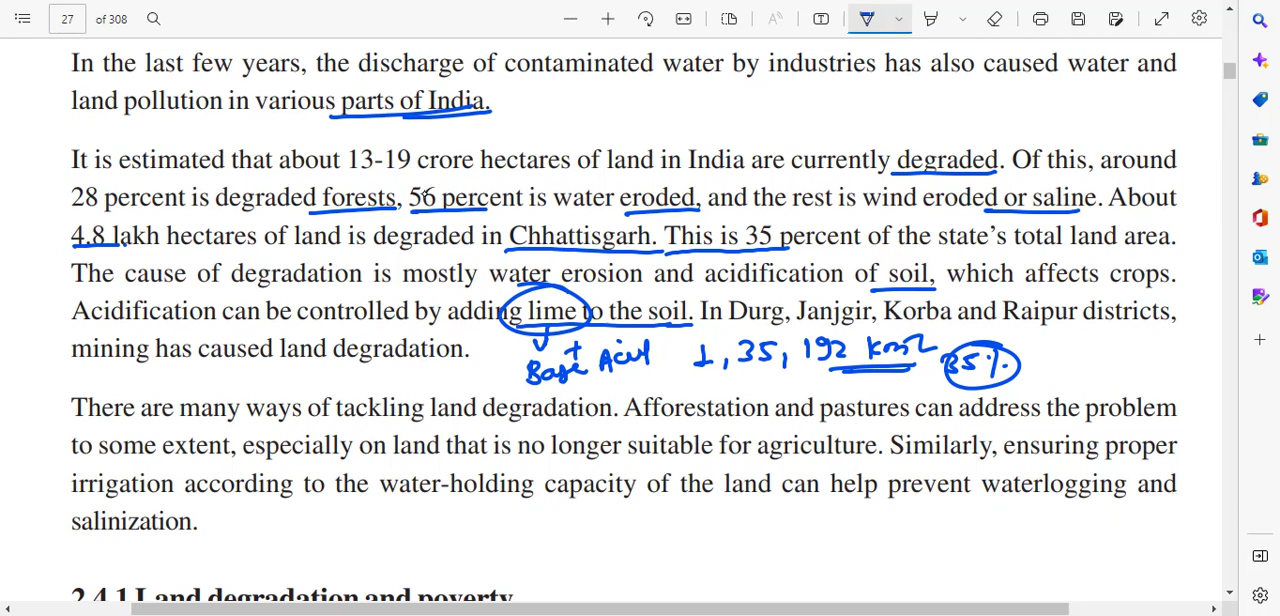 27 of 308
In the last few years, the discharge of contaminated water by industries has also caused water and
land pollution in various parts of India.
It is estimated that about 13-19 crore hectares of land in India are currently degraded. Of this, around
28 percent is degraded forests, 56 percent is water eroded, and the rest is wind eroded or saline. About
4.8 lakh hectares of land is degraded in Chhattisgarh. This is 35 percent of the state's total land area.
The cause of degradation is mostly water erosion and acidification of soil, which affects crops.
Acidification can be controlled by adding lime to the soil. In Durg, Janjgir, Korba and Raipur districts,
mining has caused land degradation.
Base + Acid 1,35,192 Km² 35%
There are many ways of tackling land degradation. Afforestation and pastures can address the problem
to some extent, especially on land that is no longer suitable for agriculture. Similarly, ensuring proper
irrigation according to the water-holding capacity of the land can help prevent waterlogging and
salinization.
2.4.1 Land degradation and poverty